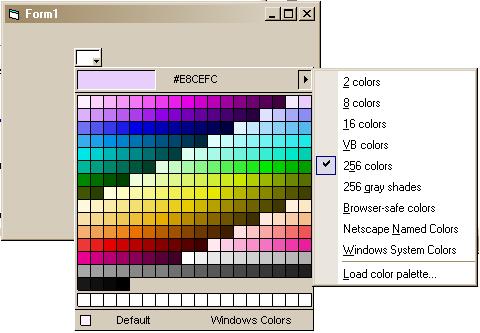 Form1
#E8CEFC
2 colors
8 colors
16 colors
VB colors
256 colors
256 gray shades
Browser-safe colors
Netscape Named Colors
Windows System Colors
Load color palette...
Default Windows Colors